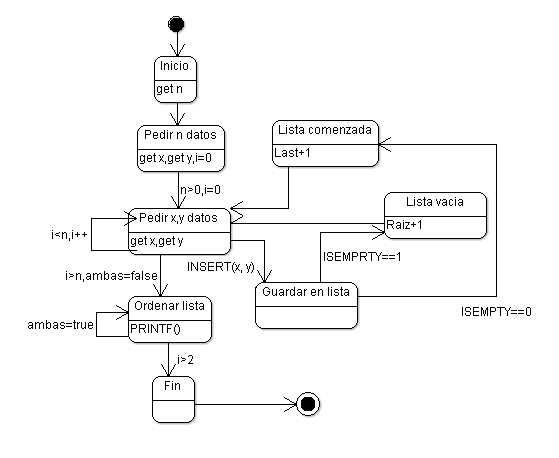 Inicio
get n
Pedir n datos
get x,get y,i=0
Lista comenzada
Last+1
n>0,i=0
Lista vacia
Raiz+1
Pedir x,y datos
get x,get y
i<n,i++
INSERT(x, y)
ISEMPRTY==1
i>n,ambas=false
Guardar en lista
Ordenar lista
PRINTF()
ISEMPTY==0
ambas=true
i>2
Fin